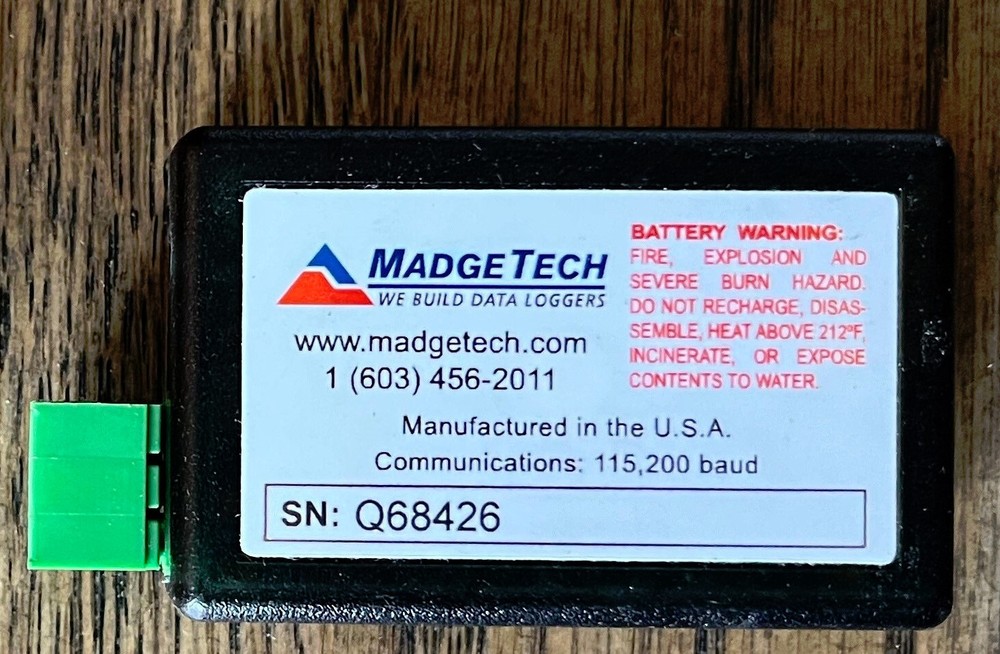 MADGETECH
WE BUILD DATA LOGGERS
www.madgetech.com
1 (603) 456-2011
BATTERY WARNING:
FIRE, EXPLOSION AND
SEVERE BURN HAZARD.
DO NOT RECHARGE, DISAS-
SEMBLE, HEAT ABOVE 212ºF,
INCINERATE, OR EXPOSE
CONTENTS TO WATER.
Manufactured in the U.S.A.
Communications: 115,200 baud
SN: Q68426